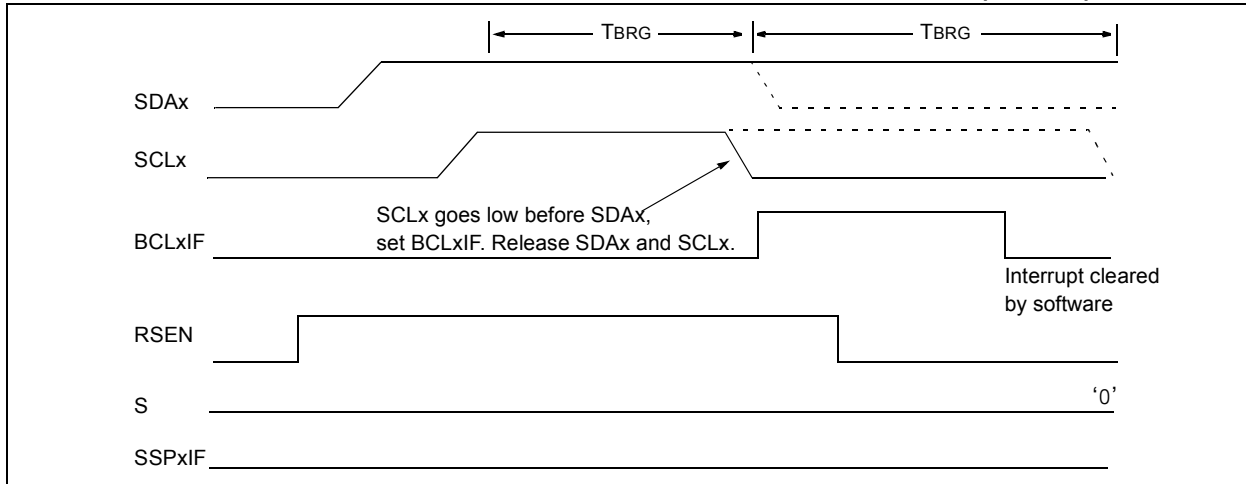 TBRG TBRG
SDAx
SCLx
SCLx goes low before SDAx,
set BCLxIF. Release SDAx and SCLx.
BCLxIF
Interrupt cleared
by software
RSEN
S
‘0’
SSPxIF